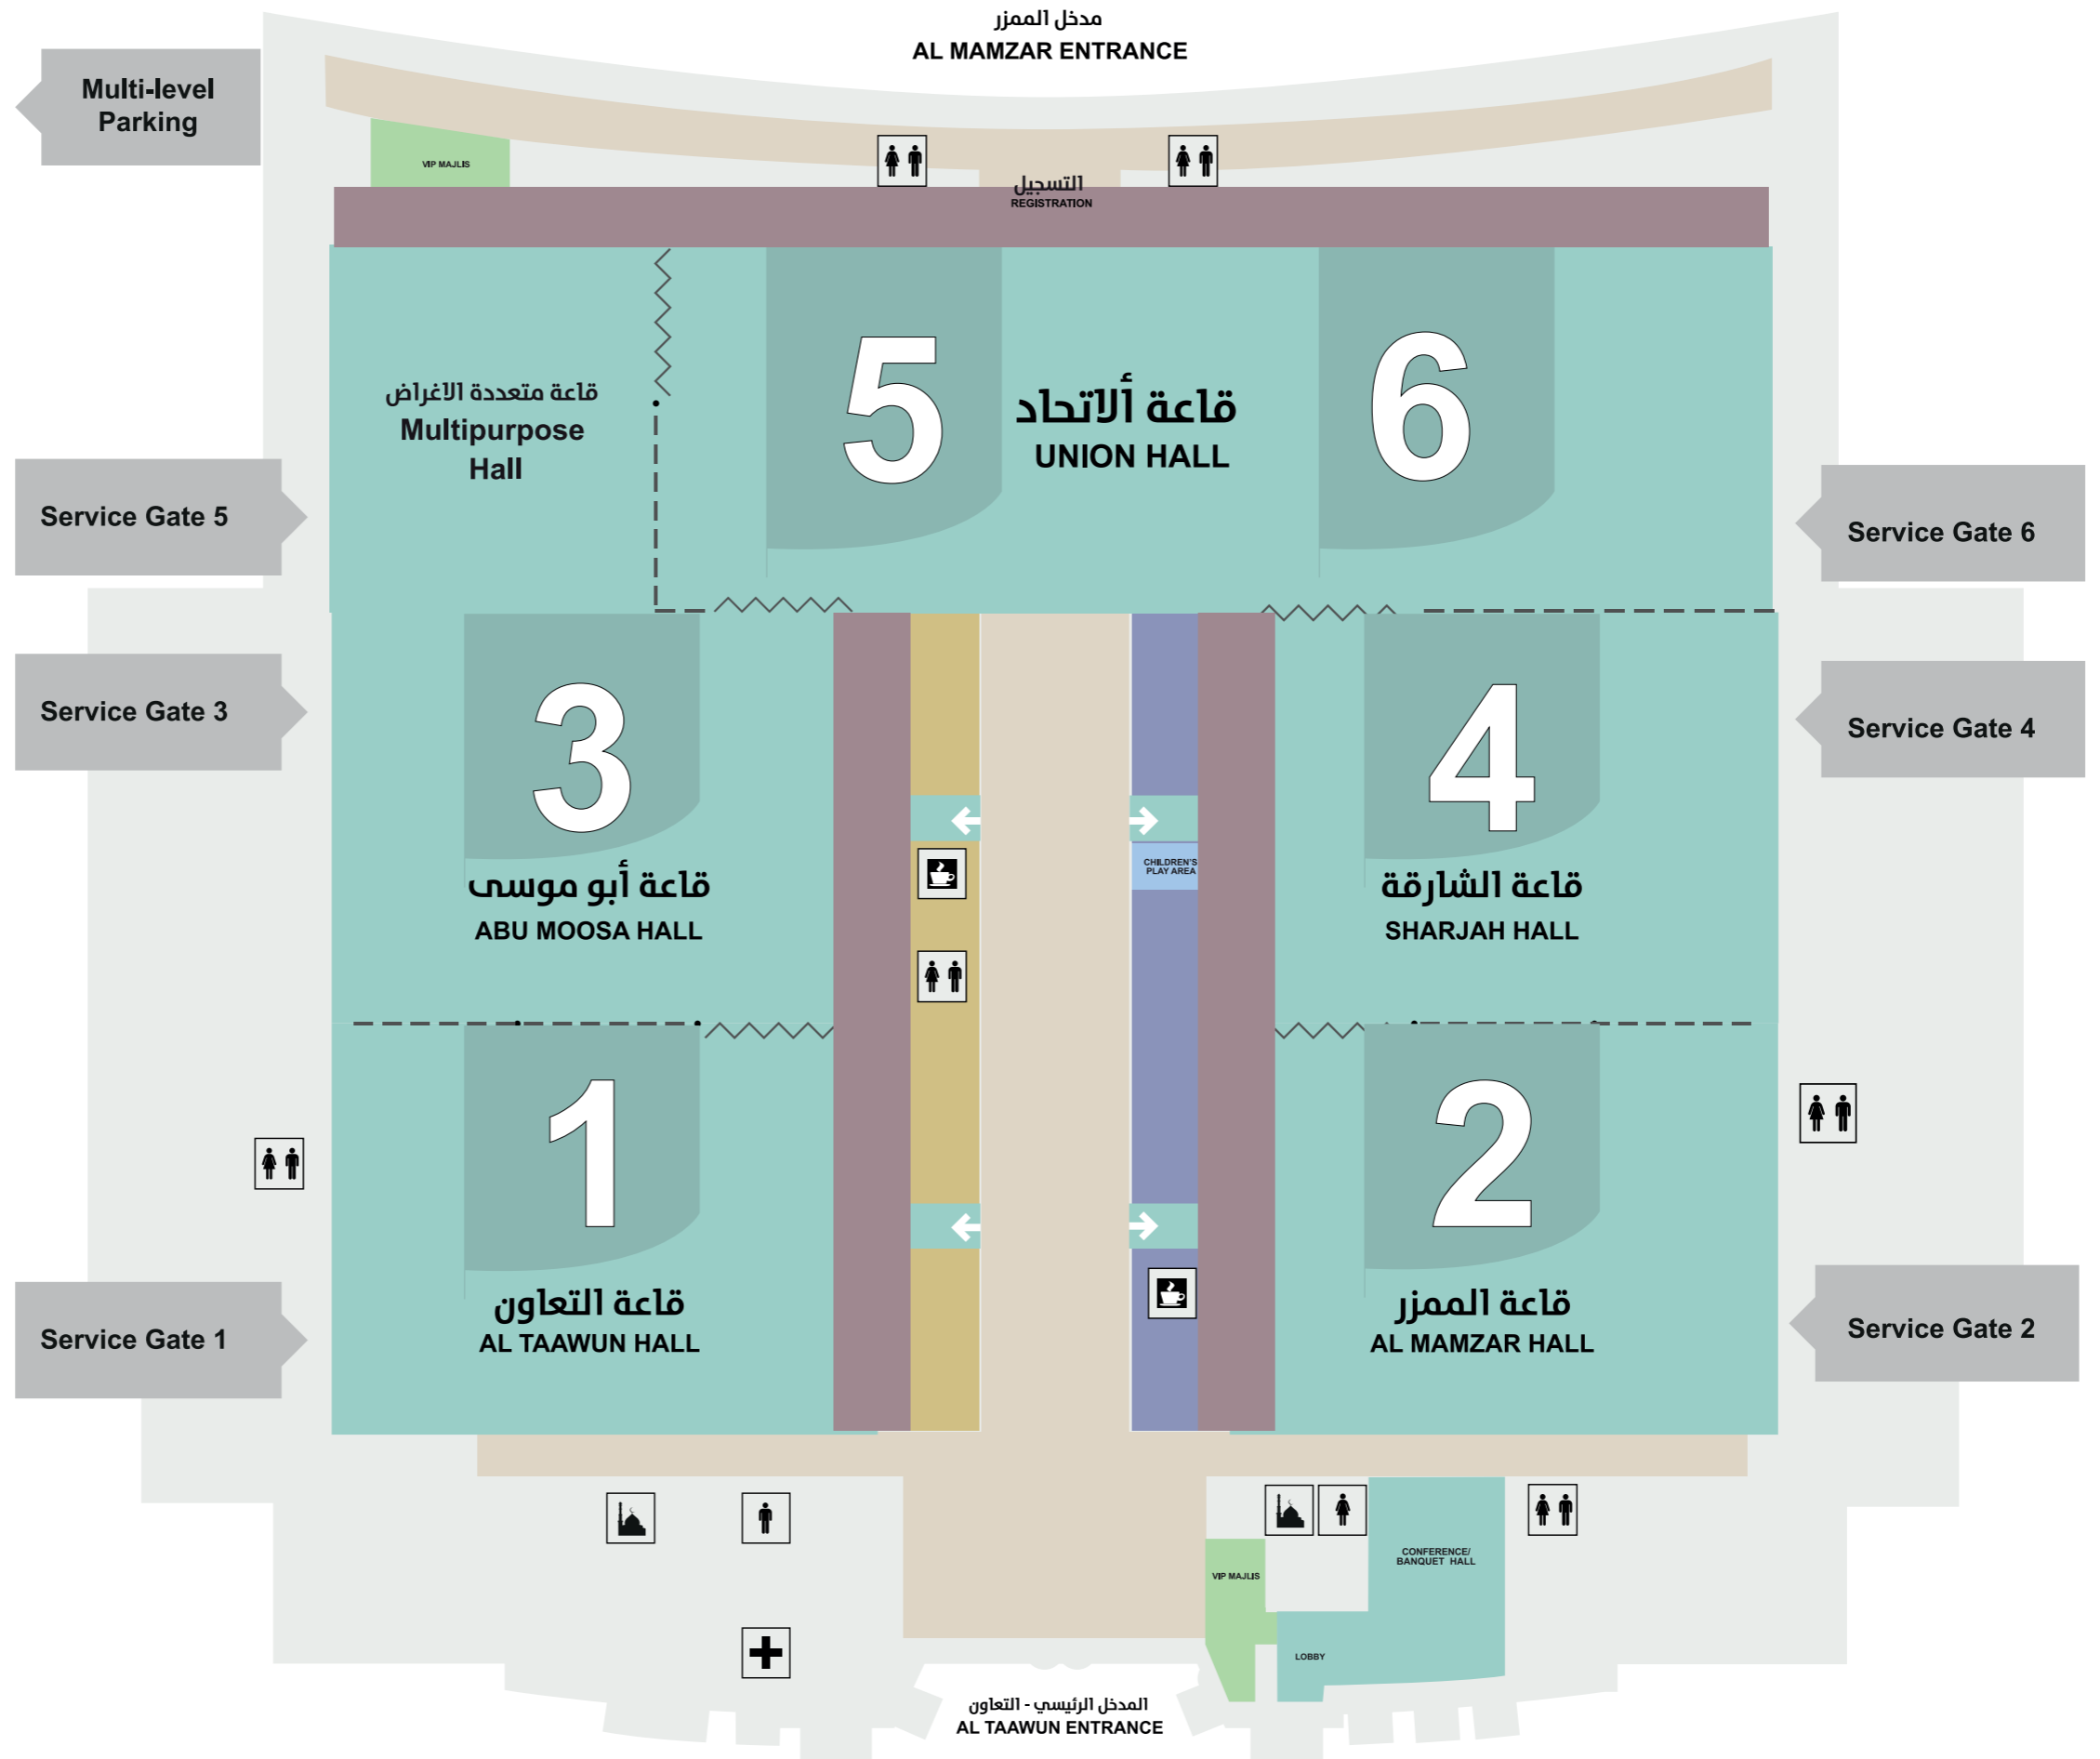 مدخل الممزر
AL MAMZAR ENTRANCE
Multi-level
Parking
VIP MAJLIS
التسجيل
REGISTRATION
5
6
قاعة متعددة الاغراض
Multipurpose
Hall
قاعة ألاتحاد
UNION HALL
Service Gate 5
Service Gate 6
Service Gate 3
Service Gate 4
3
4
CHILDREN'S
PLAY AREA
قاعة أبو موسى
ABU MOOSA HALL
قاعة الشارقة
SHARJAH HALL
1
2
قاعة التعاون
AL TAAWUN HALL
قاعة الممزر
AL MAMZAR HALL
Service Gate 1
Service Gate 2
CONFERENCE/
BANQUET HALL
VIP MAJLIS
LOBBY
المدخل الرئيسي - التعاون
AL TAAWUN ENTRANCE